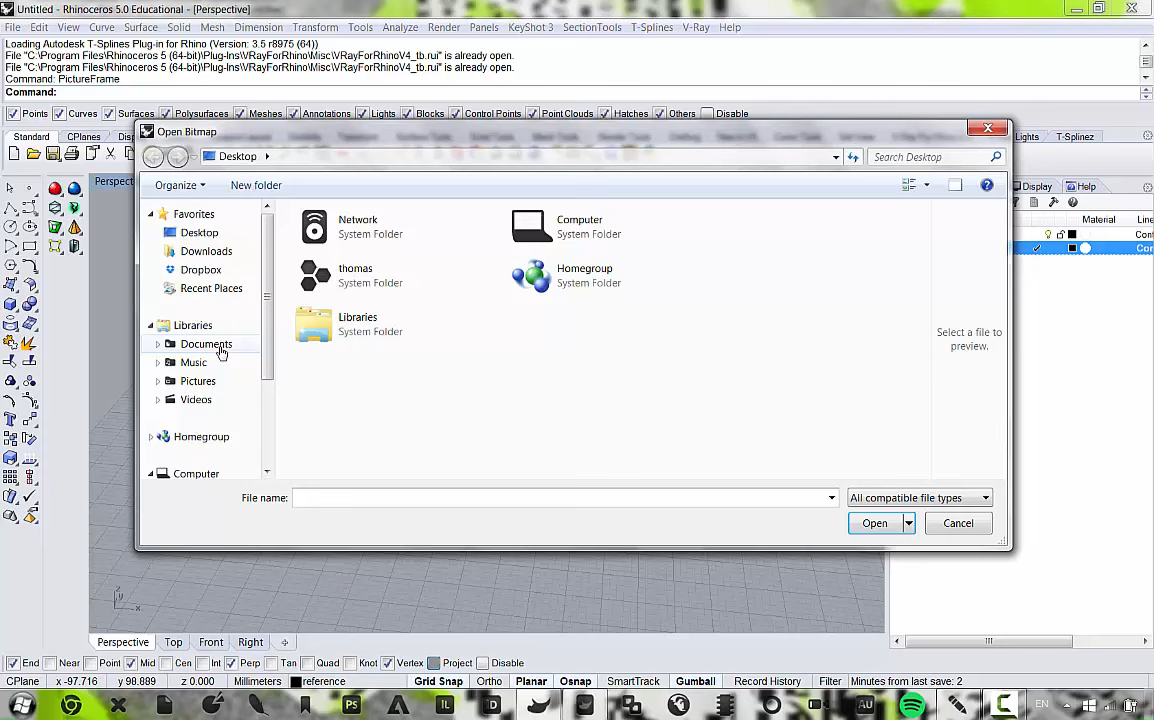 Untitled - Rhinoceros 5.0 Educational - [Perspective]
File Edit View Curve Surface Solid Mesh Dimension Transform Tools Analyze Render Panels KeyShot 3 SectionTools T-Splines V-Ray Help
Loading Autodesk T-Splines Plug-in for Rhino (Version: 3.5 r8975 (64))
File "C:\Program Files\Rhinoceros 5 (64-bit)\Plug-Ins\VRayForRhino\Misc\VRayForRhinoV4_tb.rui" is already open.
File "C:\Program Files\Rhinoceros 5 (64-bit)\Plug-Ins\VRayForRhino\Misc\VRayForRhinoV4_tb.rui" is already open.
Command: PictureFrame
Command:
Points Curves Surfaces Polysurfaces Meshes Annotations Lights Blocks Control Points Point Clouds Hatches Others Disable
Open Bitmap
Standard CPlanes Lights T-Splinez
Desktop
Search Desktop
Perspect
Organize New folder
Display Help
Favorites
Desktop
Downloads
Dropbox
Recent Places
Libraries
Documents
Music
Pictures
Videos
Homegroup
Computer
Network
System Folder
Computer
System Folder
thomas
System Folder
Homegroup
System Folder
Libraries
System Folder
Select a file to
preview.
Material Line
Cont
Con
File name: All compatible file types
Open Cancel
z
y
x
Perspective Top Front Right
End Near Point Mid Cen Int Perp Tan Quad Knot Vertex Project Disable
CPlane x -97.716 y 98.889 z 0.000 Millimeters reference Grid Snap Ortho Planar Osnap SmartTrack Gumball Record History Filter Minutes from last save: 2
PS IL D AU EN